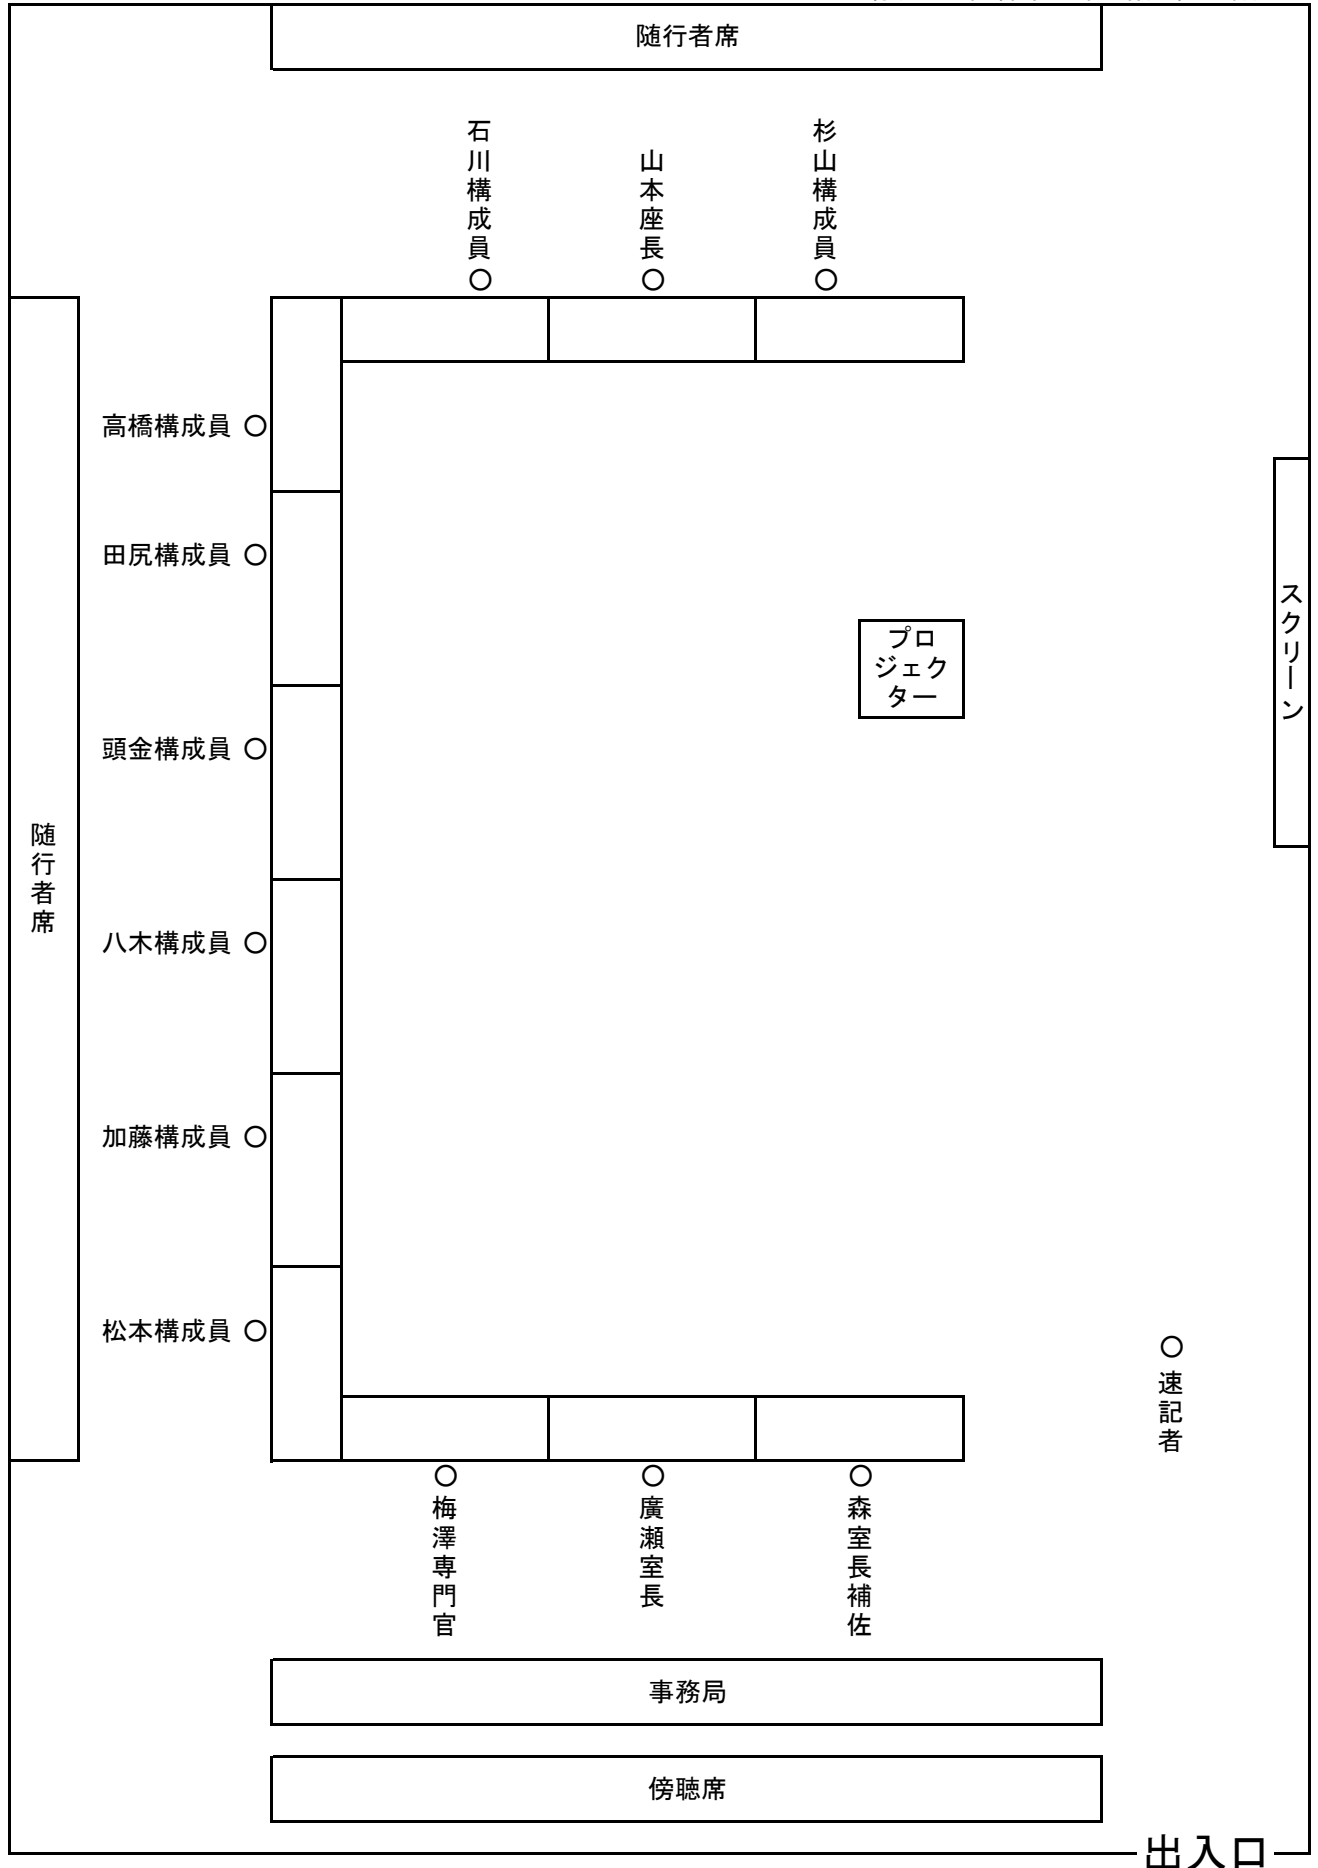 随行者席
石川構成員
山本座長
杉山構成員
高橋構成員
田尻構成員
プロ
ジェク
ター
スクリーン
頭金構成員
随行者席
八木構成員
加藤構成員
松本構成員
速記者
梅澤専門官
廣瀬室長
森室長補佐
事務局
傍聴席
出入口